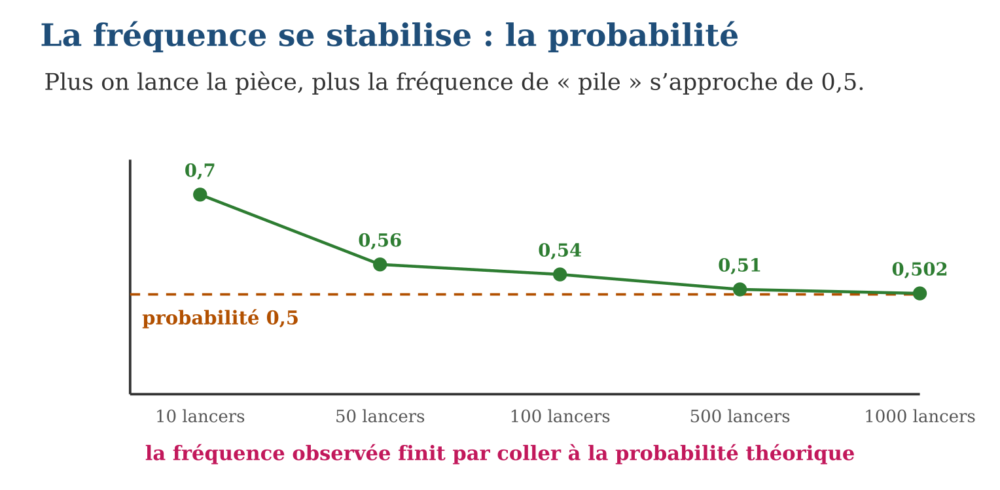 La fréquence se stabilise : la probabilité
Plus on lance la pièce, plus la fréquence de « pile » s’approche de 0,5.
0,7
0,56
0,54
0,51
0,502
probabilité 0,5
10 lancers
50 lancers
100 lancers
500 lancers
1000 lancers
la fréquence observée finit par coller à la probabilité théorique